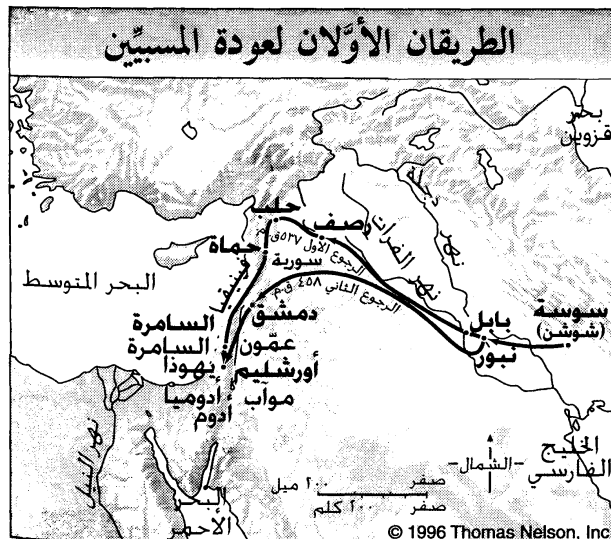 الطريقان الأوَّلان لعودة المسبيِّين
بحر
قزوين
نهر دجلة
حلب
رصف
نهر الفرات
حماة
الرجوع الأول ٥٣٧ق.م
سورية
فينيقيا
البحر المتوسط
الرجوع الثاني ٤٥٨ ق.م
دمشق
سوسة
(شوشن)
بابل
نبور
السامرة
السامرة
عمّون
يهوذا
أورشليم
أدوميا
موآب
أدوم
نهر النيل
الخليج
الفارسي
الشمال
البحر
الأحمر
صفر ٢٠٠ ميل
صفر ٢٠٠ كلم
© 1996 Thomas Nelson, Inc